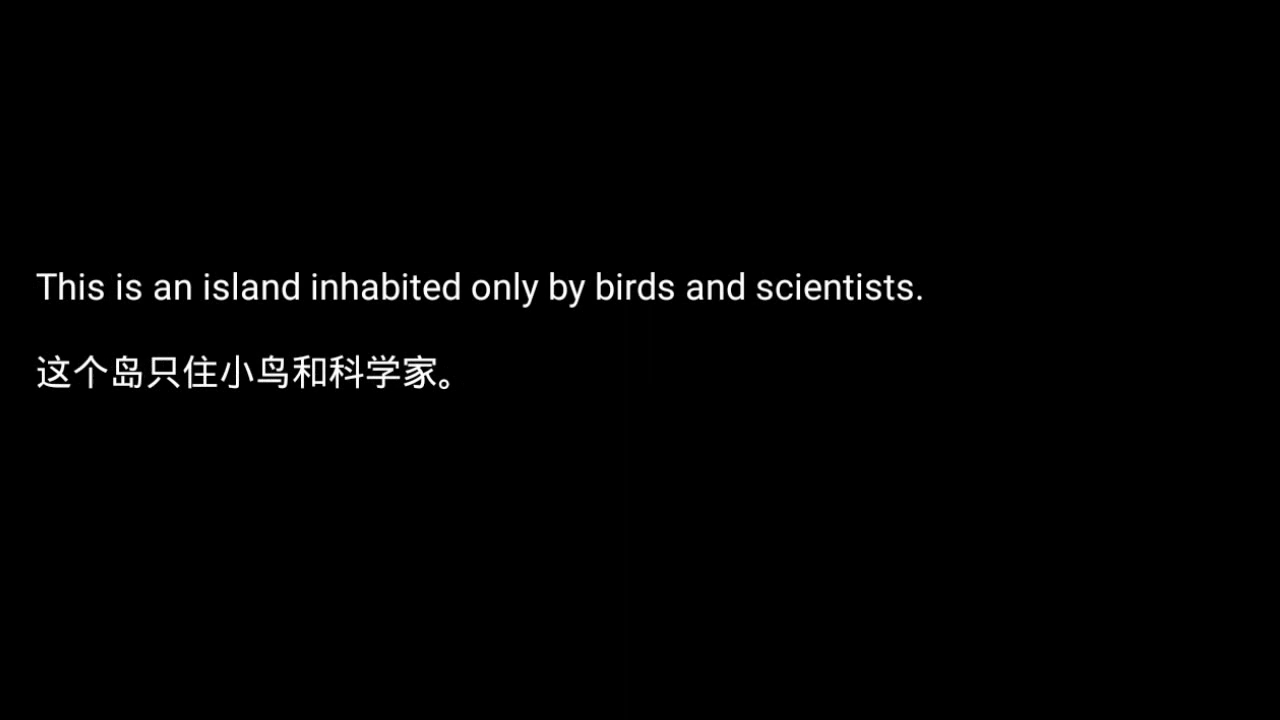 This is an island inhabited only by birds and scientists.
这个岛只住小鸟和科学家。